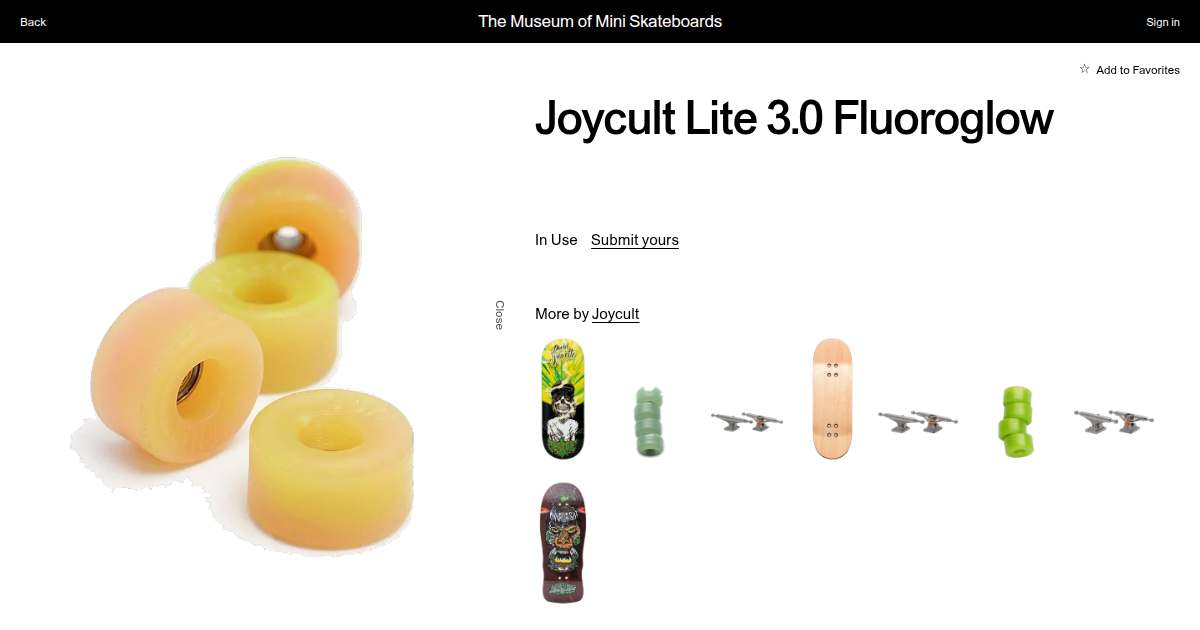 Back
The Museum of Mini Skateboards
Sign in
☆ Add to Favorites
Joycult Lite 3.0 Fluoroglow
In Use Submit yours
Close
More by Joycult